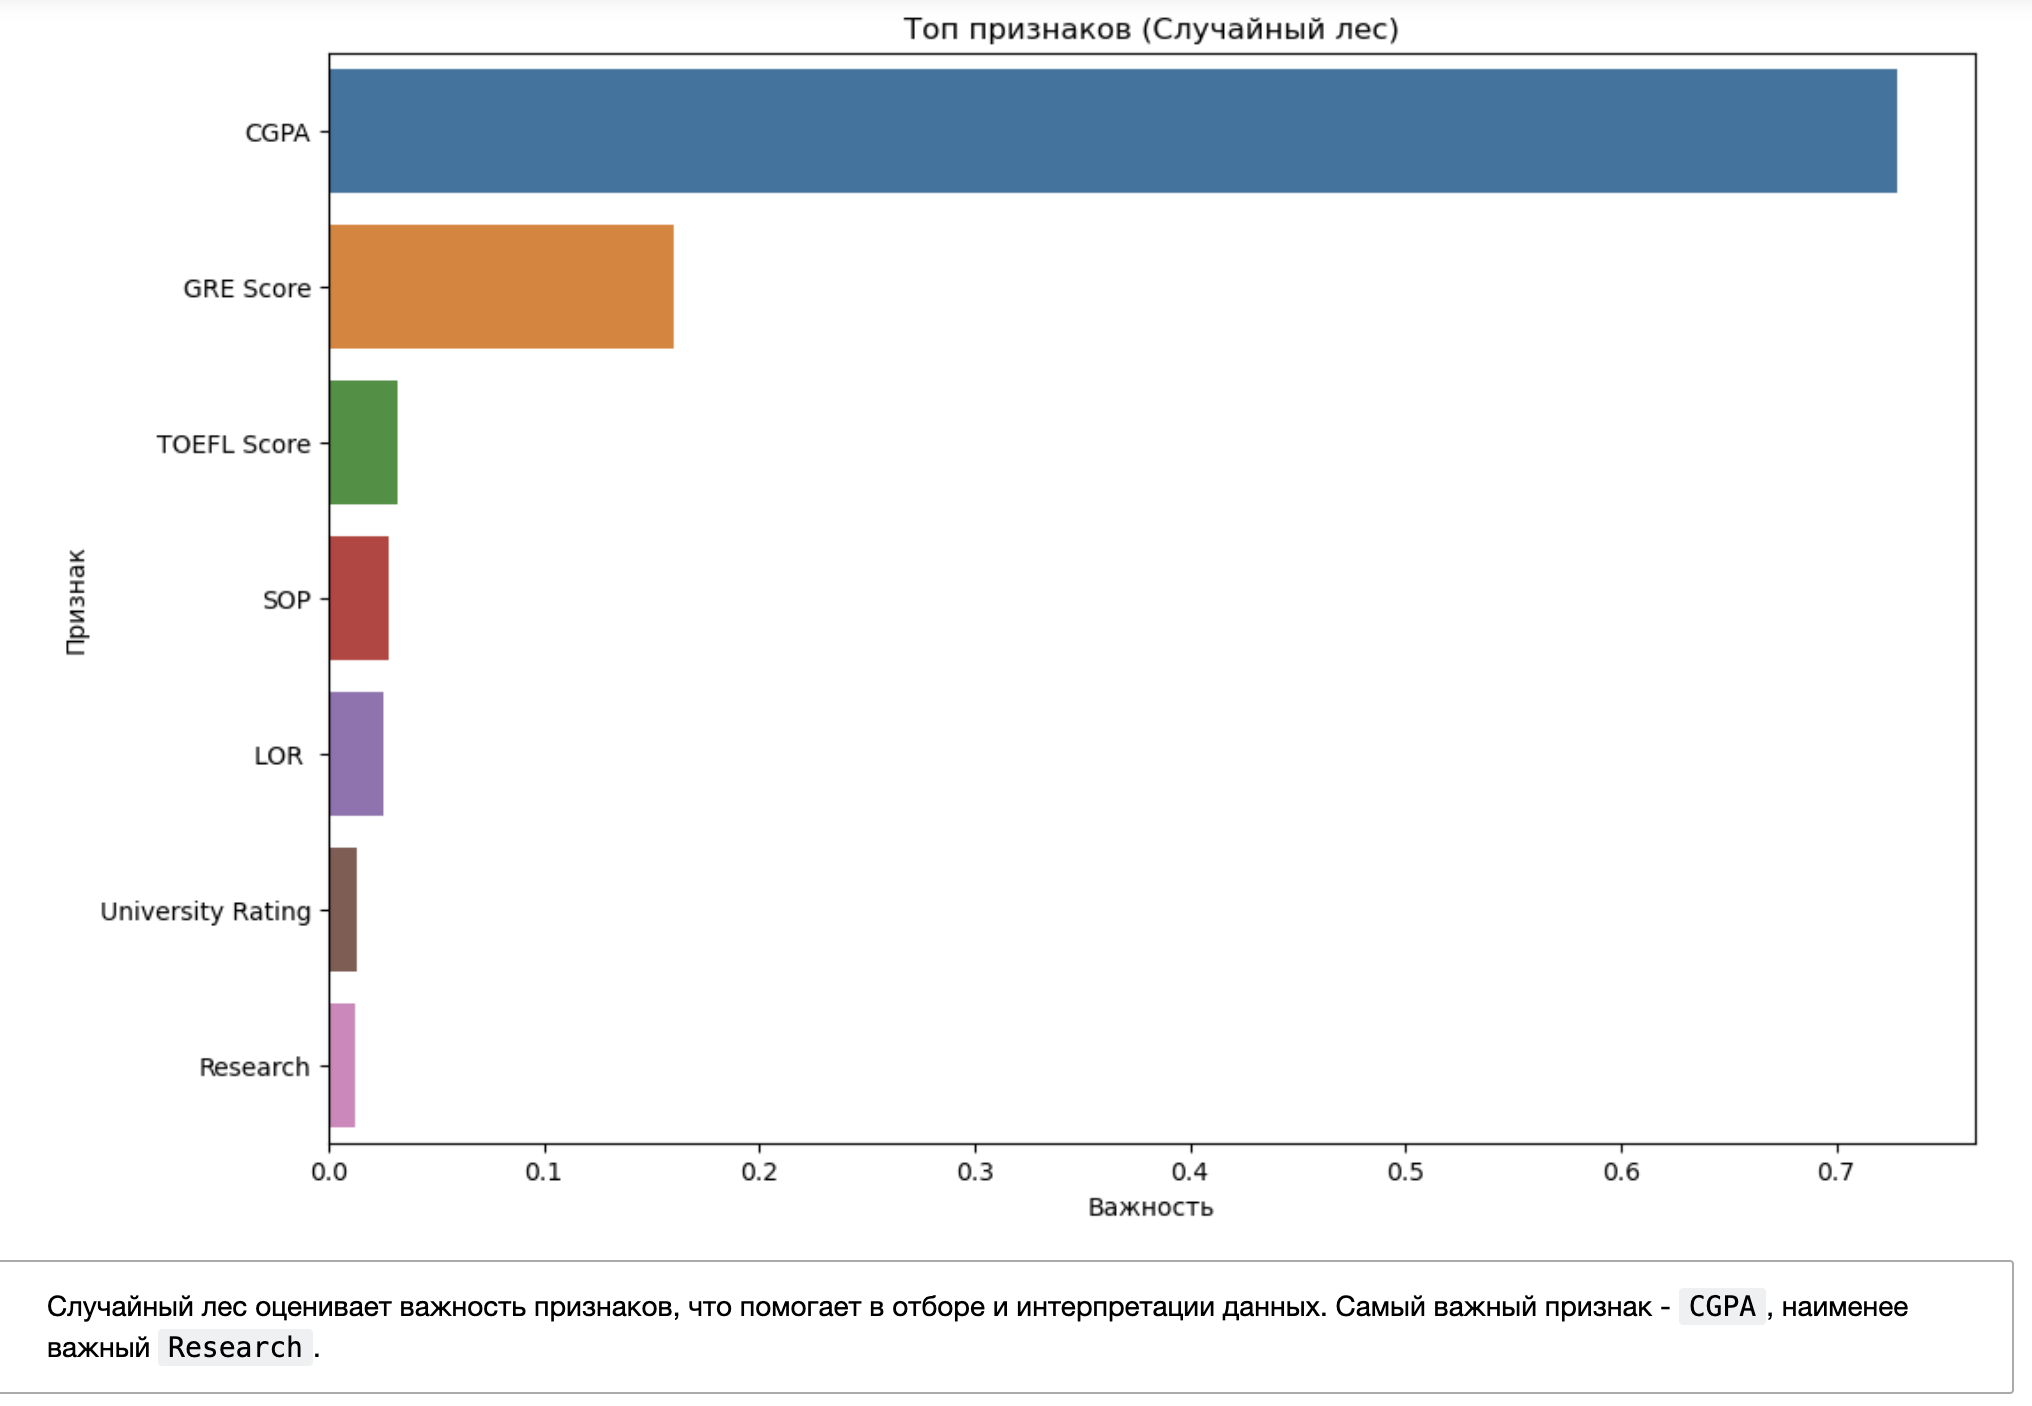 Топ признаков (Случайный лес)
CGPA
GRE Score
TOEFL Score
SOP
LOR
University Rating
Research
Признак
0.0 0.1 0.2 0.3 0.4 0.5 0.6 0.7
Важность
Случайный лес оценивает важность признаков, что помогает в отборе и интерпретации данных. Самый важный признак - CGPA , наименее
важный Research .